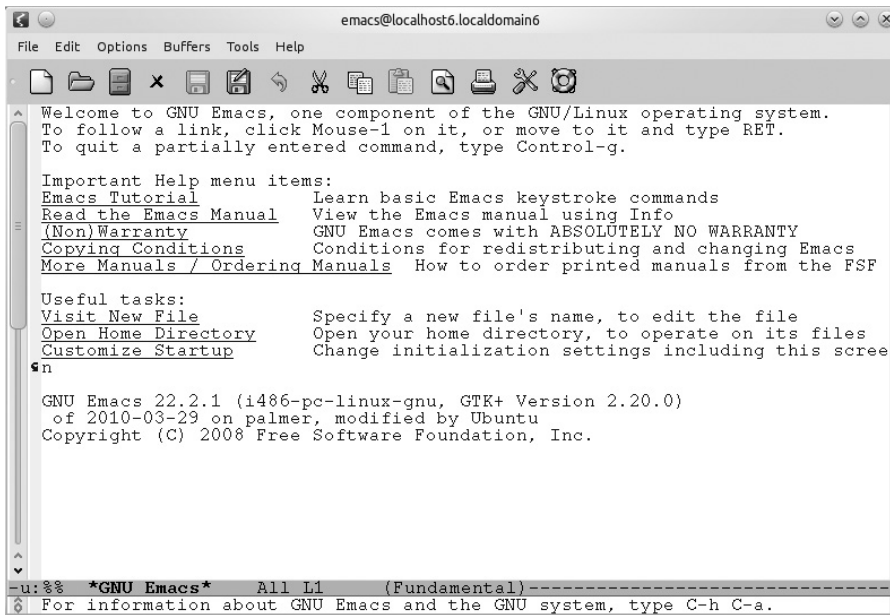 emacs@localhost6.localdomain6
File Edit Options Buffers Tools Help
Welcome to GNU Emacs, one component of the GNU/Linux operating system.
To follow a link, click Mouse-1 on it, or move to it and type RET.
To quit a partially entered command, type Control-g.
Important Help menu items:
Emacs Tutorial Learn basic Emacs keystroke commands
Read the Emacs Manual View the Emacs manual using Info
(Non)Warranty GNU Emacs comes with ABSOLUTELY NO WARRANTY
Copying Conditions Conditions for redistributing and changing Emacs
More Manuals / Ordering Manuals How to order printed manuals from the FSF
Useful tasks:
Visit New File Specify a new file's name, to edit the file
Open Home Directory Open your home directory, to operate on its files
Customize Startup Change initialization settings including this scree
n
GNU Emacs 22.2.1 (i486-pc-linux-gnu, GTK+ Version 2.20.0)
of 2010-03-29 on palmer, modified by Ubuntu
Copyright (C) 2008 Free Software Foundation, Inc.
-u:%% *GNU Emacs* All L1 (Fundamental)--------------------------------
For information about GNU Emacs and the GNU system, type C-h C-a.